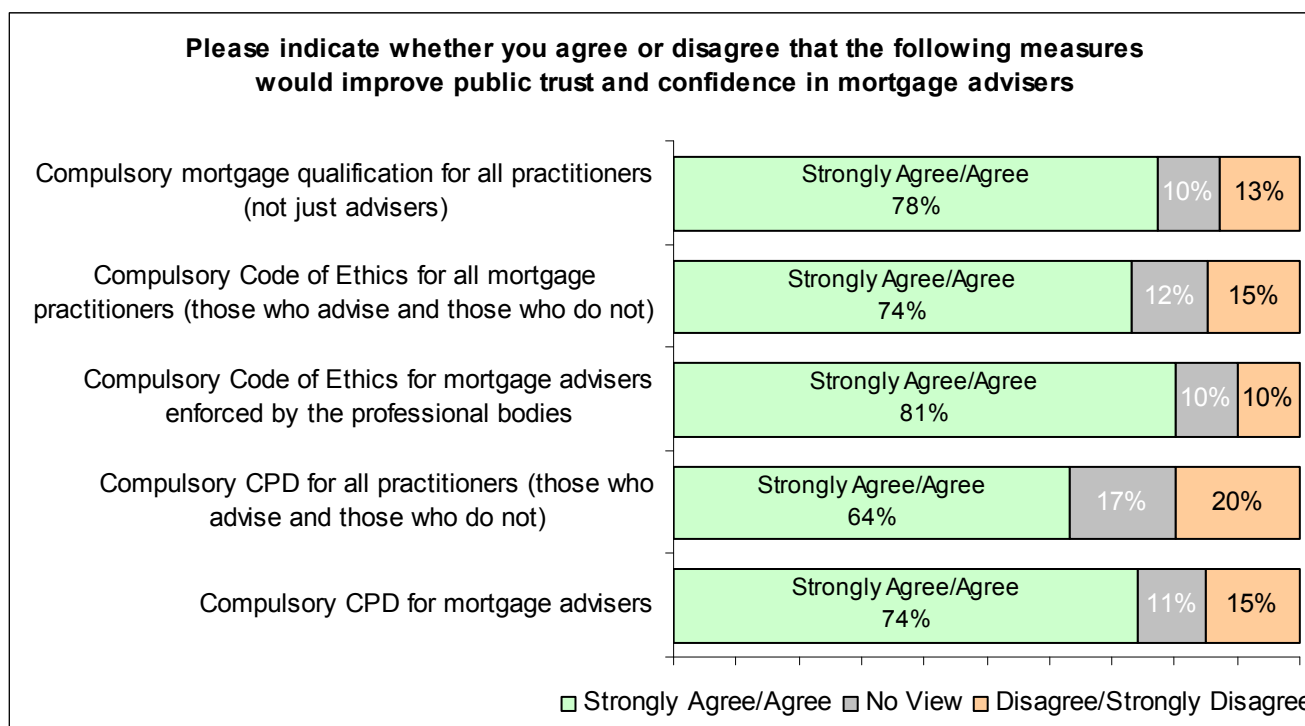 Please indicate whether you agree or disagree that the following measures
would improve public trust and confidence in mortgage advisers
Compulsory mortgage qualification for all practitioners
(not just advisers)
Strongly Agree/Agree
78%
10%
13%
Compulsory Code of Ethics for all mortgage
practitioners (those who advise and those who do not)
Strongly Agree/Agree
74%
12%
15%
Compulsory Code of Ethics for mortgage advisers
enforced by the professional bodies
Strongly Agree/Agree
81%
10%
10%
Compulsory CPD for all practitioners (those who
advise and those who do not)
Strongly Agree/Agree
64%
17%
20%
Compulsory CPD for mortgage advisers
Strongly Agree/Agree
74%
11%
15%
Strongly Agree/Agree No View Disagree/Strongly Disagree